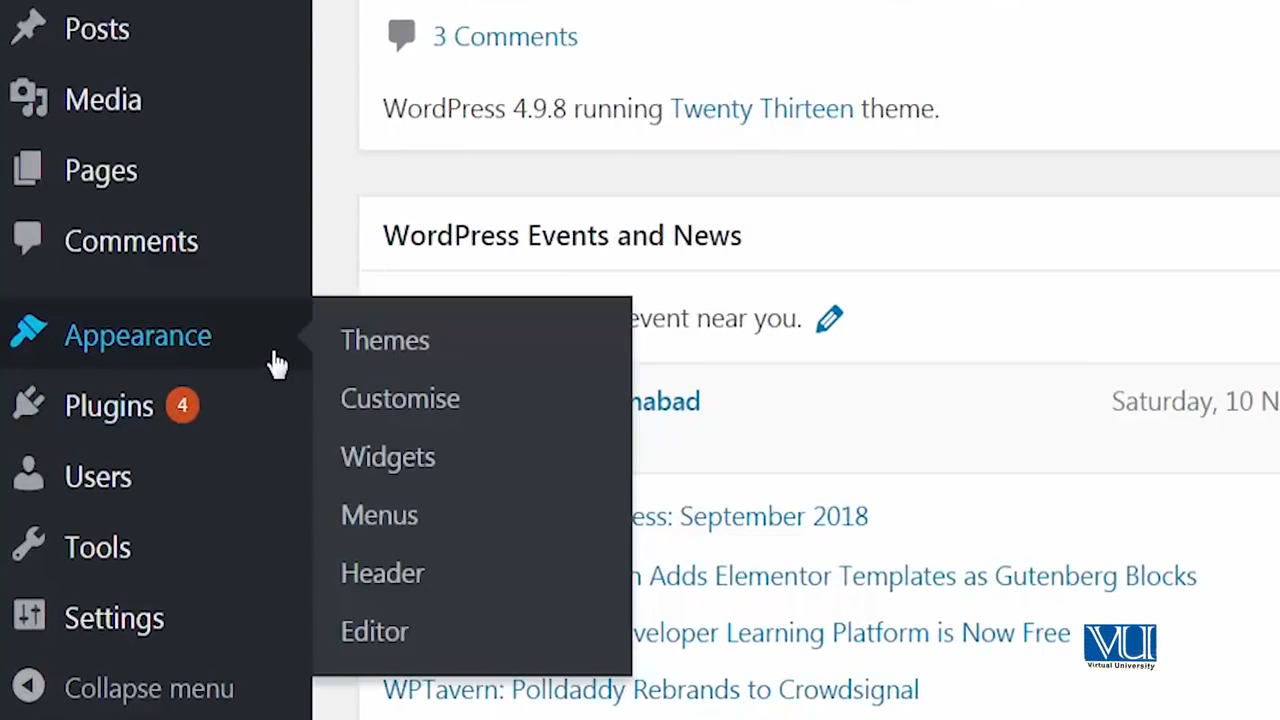 Posts
Media
Pages
Comments
Appearance
Plugins 4
Users
Tools
Settings
Collapse menu
Themes
Customise
Widgets
Menus
Header
Editor
3 Comments
WordPress 4.9.8 running Twenty Thirteen theme.
WordPress Events and News
event near you.
abad
Saturday, 10 N
ess: September 2018
n Adds Elementor Templates as Gutenberg Blocks
veloper Learning Platform is Now Free
WPTavern: Polldaddy Rebrands to Crowdsignal
VU
Virtual University